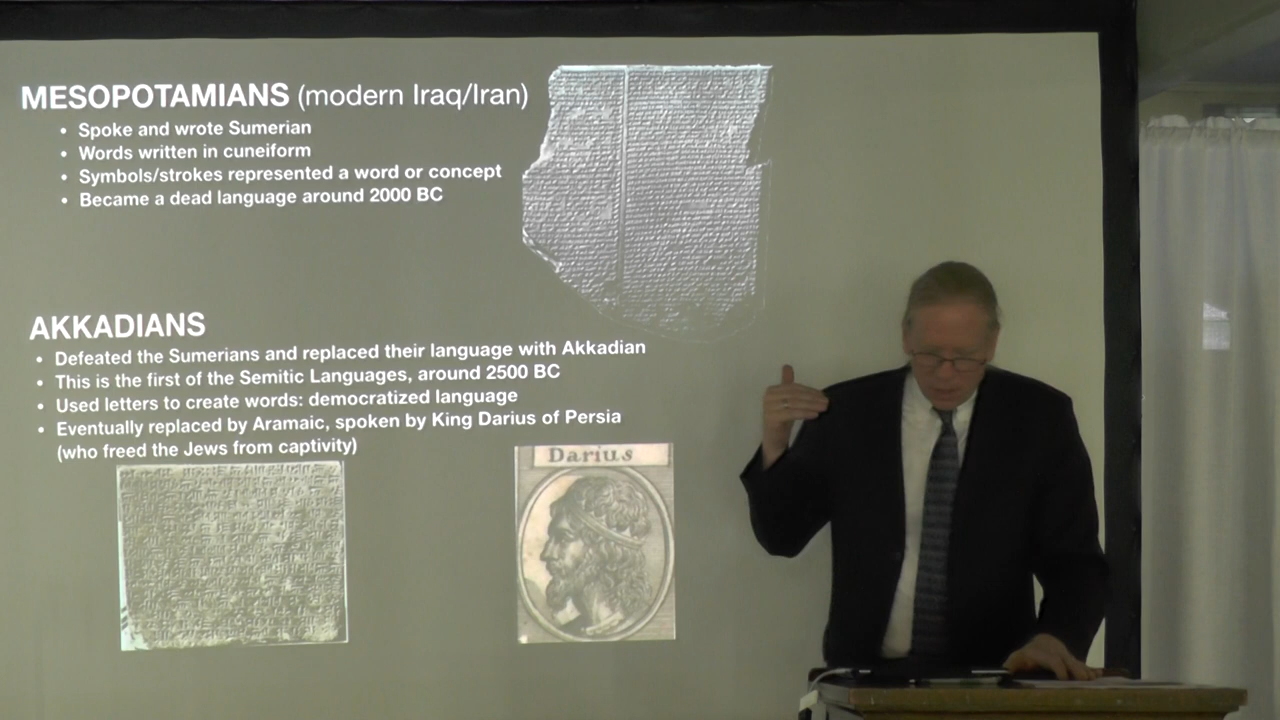 MESOPOTAMIANS (modern Iraq/Iran)
• Spoke and wrote Sumerian
• Words written in cuneiform
• Symbols/strokes represented a word or concept
• Became a dead language around 2000 BC
AKKADIANS
• Defeated the Sumerians and replaced their language with Akkadian
• This is the first of the Semitic Languages, around 2500 BC
• Used letters to create words: democratized language
• Eventually replaced by Aramaic, spoken by King Darius of Persia
(who freed the Jews from captivity)
Darius